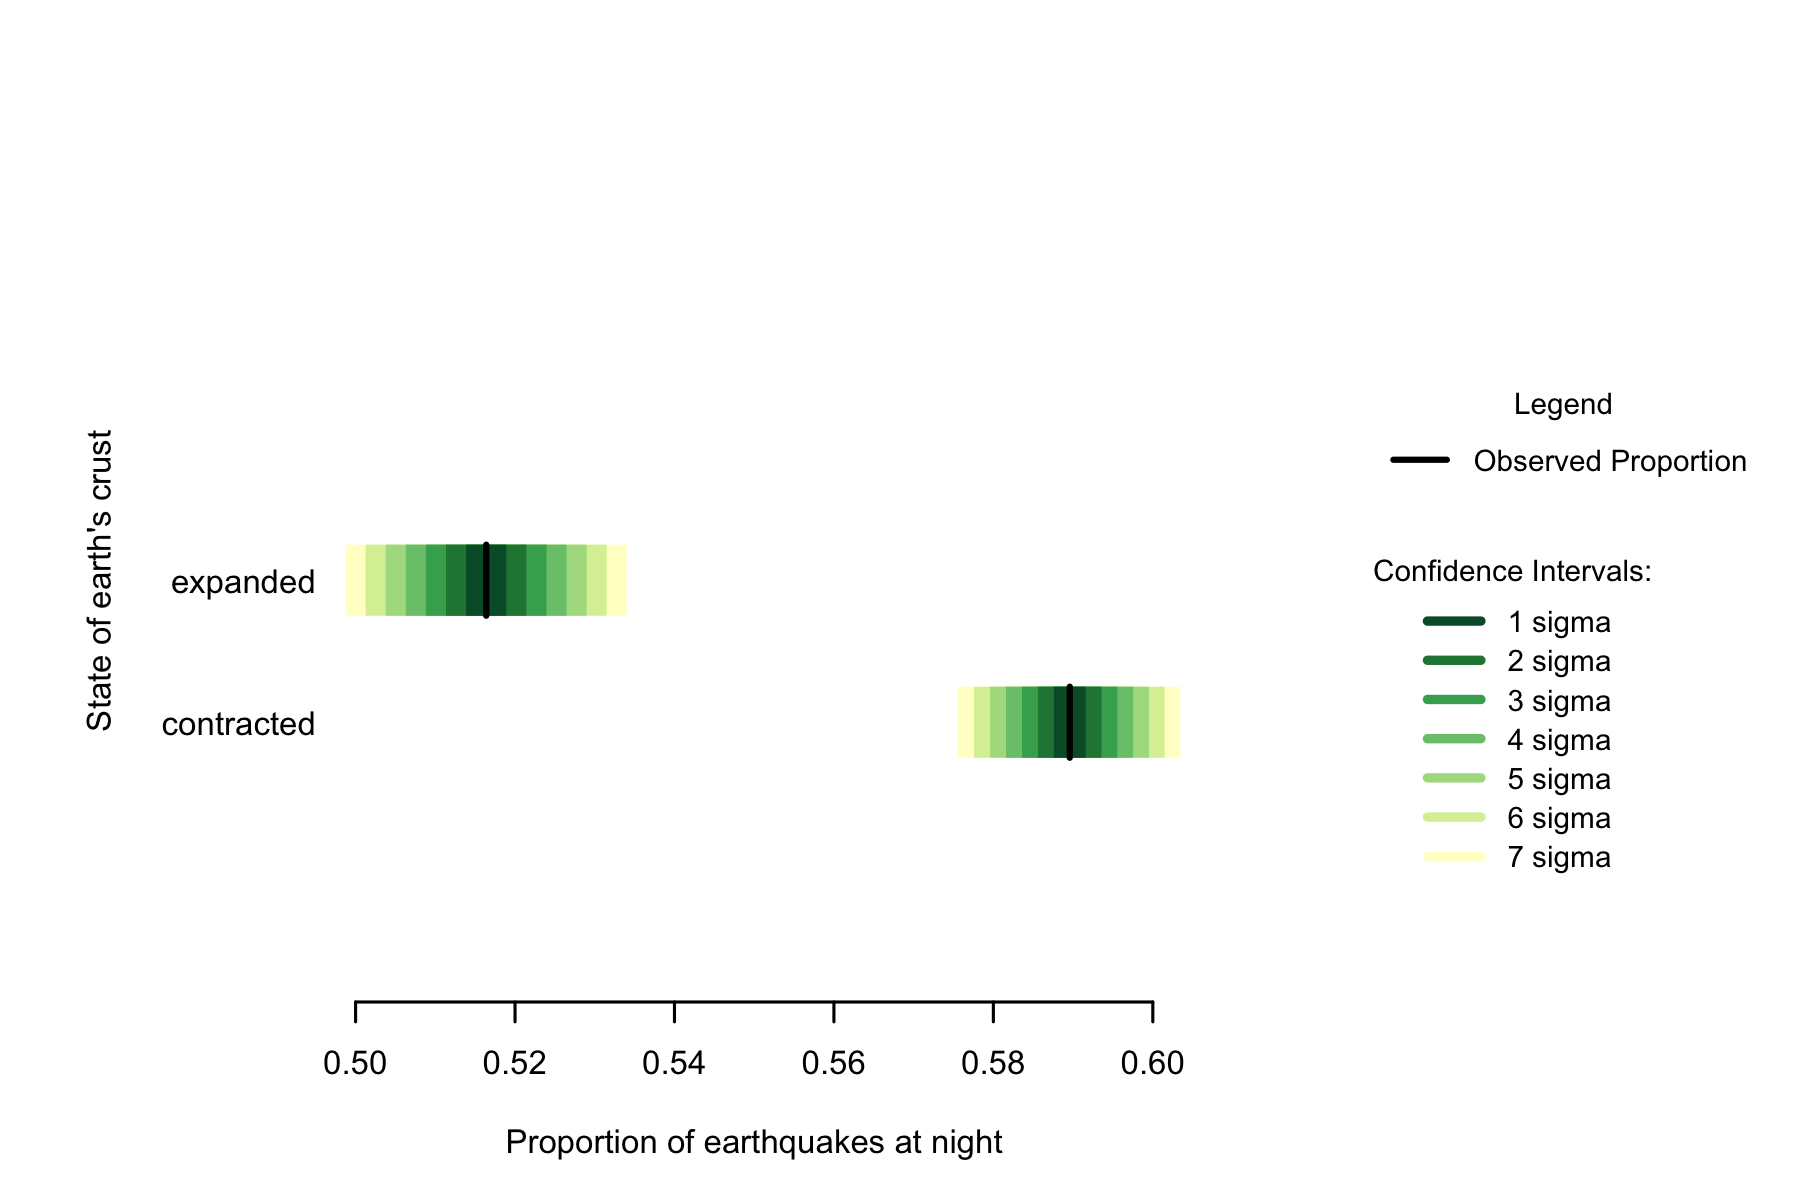 State of earth's crust
expanded
contracted
0.50 0.52 0.54 0.56 0.58 0.60
Proportion of earthquakes at night
Legend
Observed Proportion
Confidence Intervals:
1 sigma
2 sigma
3 sigma
4 sigma
5 sigma
6 sigma
7 sigma